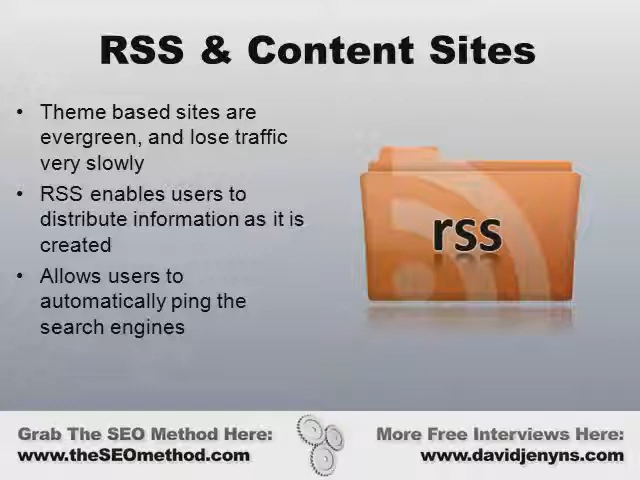 RSS & Content Sites
• Theme based sites are
evergreen, and lose traffic
very slowly
• RSS enables users to
distribute information as it is
created
• Allows users to
automatically ping the
search engines
rss
Grab The SEO Method Here:
www.theSEOmethod.com
More Free Interviews Here:
www.davidjenyns.com